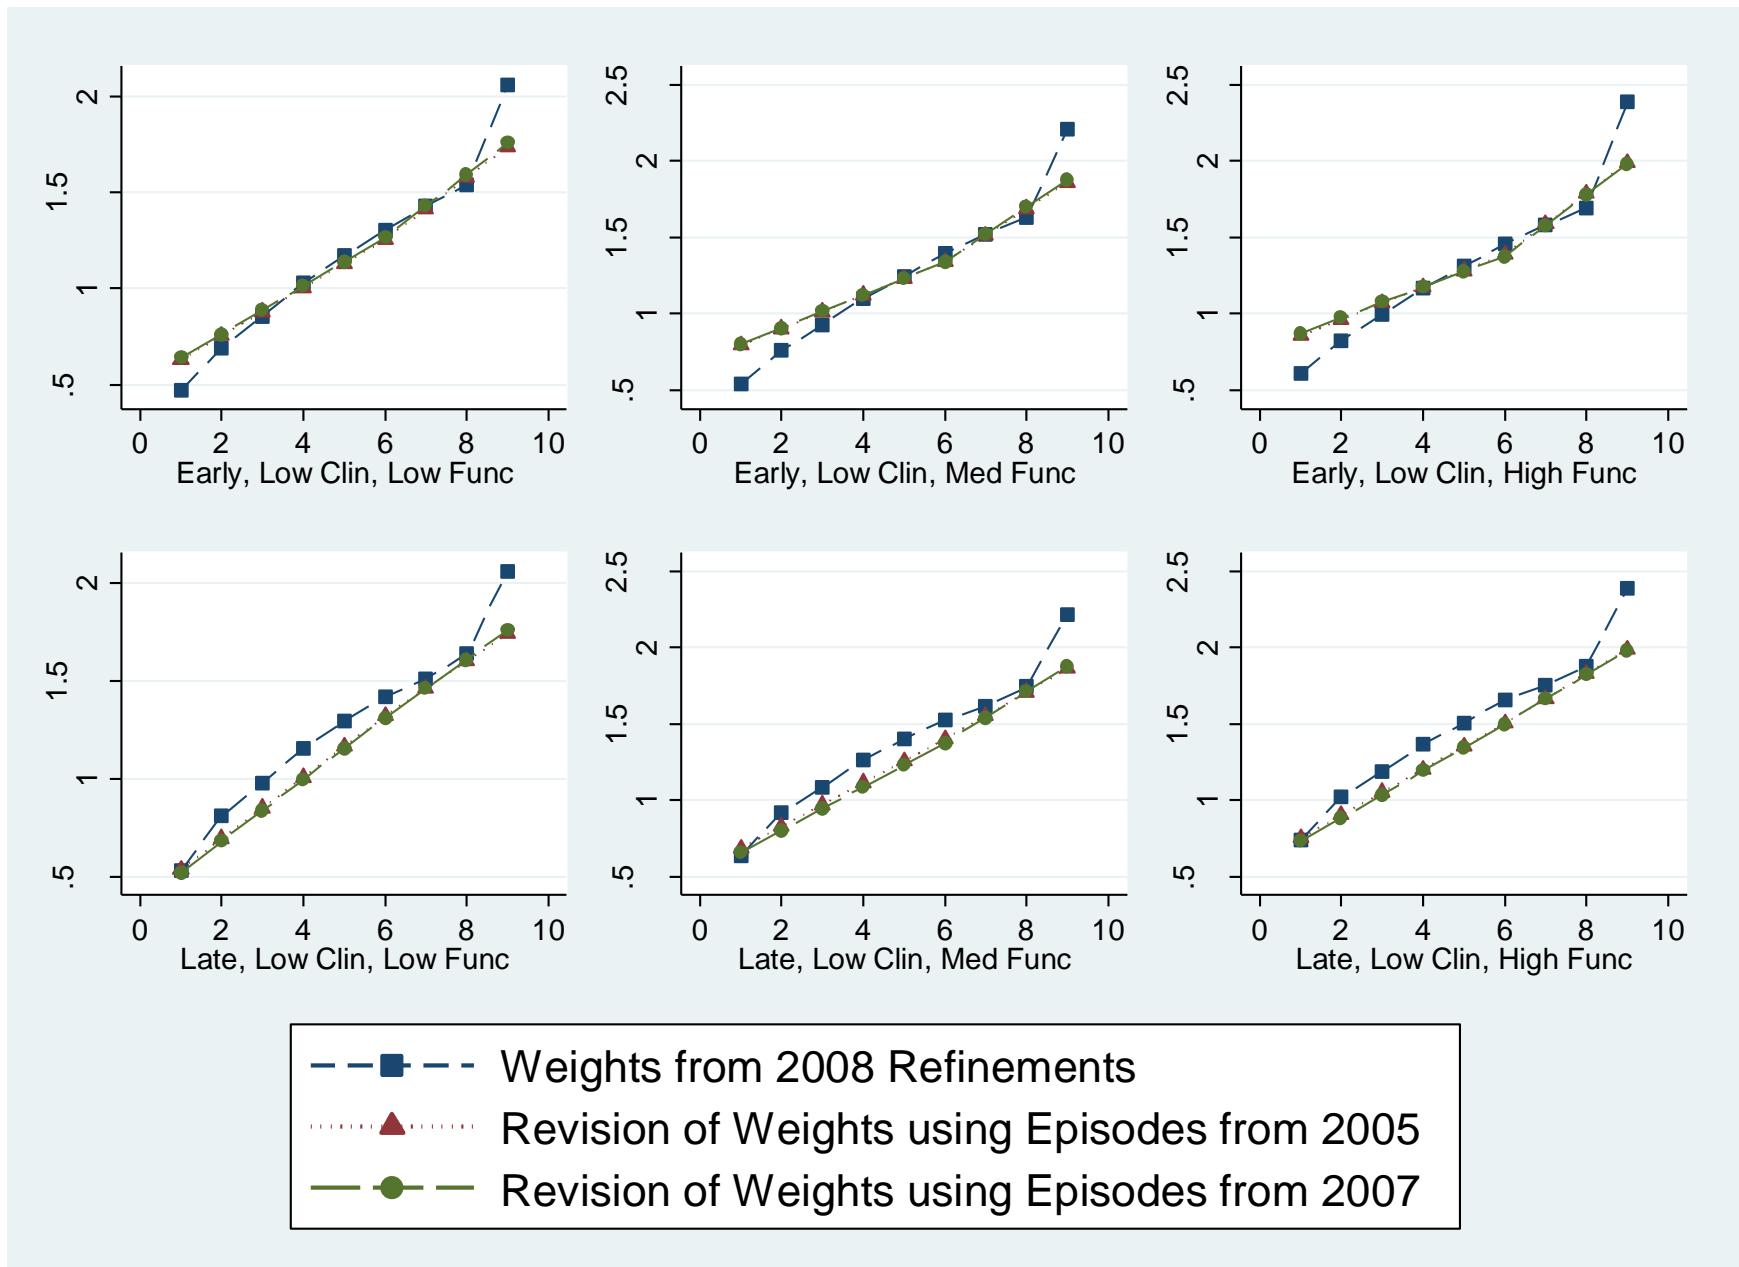 2.5 2.5
2
2 2
1.5
1.5 1.5
1
1 1
.5 .5 .5
0 2 4 6 8 10 0 2 4 6 8 10 0 2 4 6 8 10
Early, Low Clin, Low Func Early, Low Clin, Med Func Early, Low Clin, High Func
2.5 2.5
2
2 2
1.5
1.5 1.5
1
1 1
.5 .5 .5
0 2 4 6 8 10 0 2 4 6 8 10 0 2 4 6 8 10
Late, Low Clin, Low Func Late, Low Clin, Med Func Late, Low Clin, High Func
Weights from 2008 Refinements
Revision of Weights using Episodes from 2005
Revision of Weights using Episodes from 2007